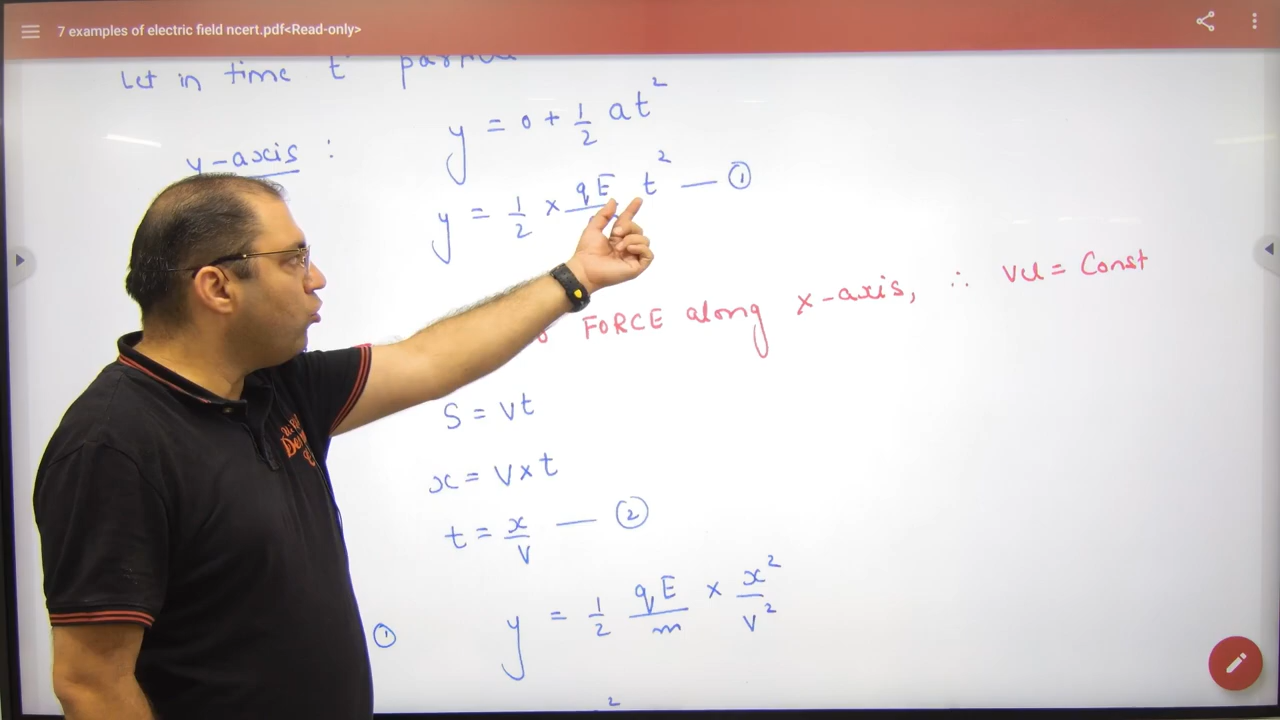 7 examples of electric field ncert.pdf<Read-only>
Let in time t
y = 0 + 1/2 at²
y-axis :
y = 1/2 × qE t² — ①
FORCE along x-axis, ∴ vel = Const
S = vt
x = v × t
t = x/v — ②
① y = 1/2 qE/m × x²/v²
2